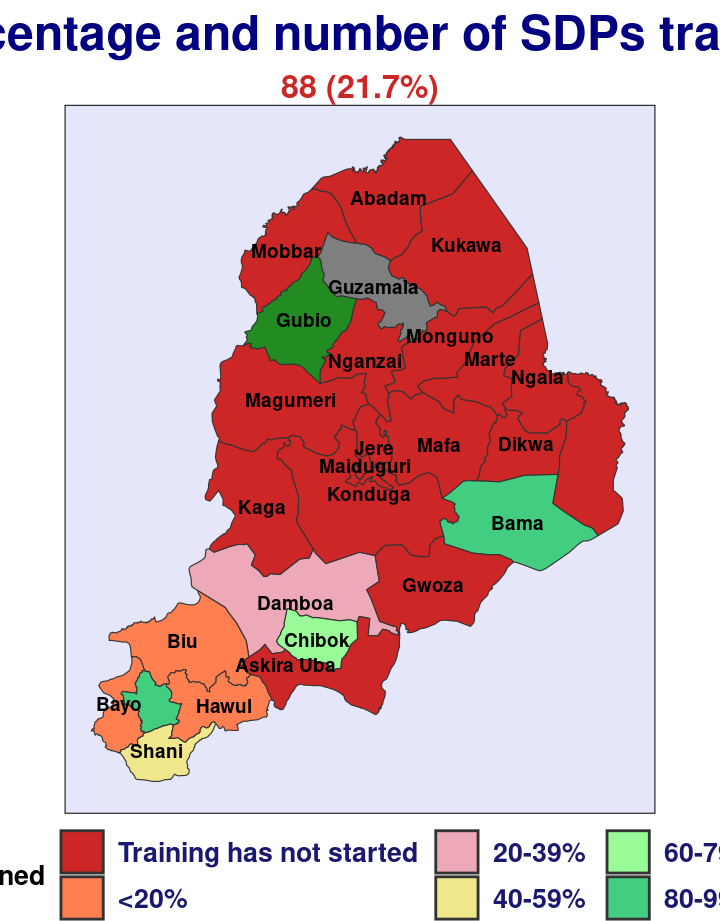 centage and number of SDPs tra
88 (21.7%)
Abadam
Kukawa
Mobbar
Guzamala
Gubio
Monguno
Nganzai
Marte
Ngala
Magumeri
Jere
Mafa
Dikwa
Maiduguri
Konduga
Kaga
Bama
Gwoza
Damboa
Chibok
Biu
Askira Uba
Bayo
Hawul
Shani
ned
Training has not started
20-39%
60-79
<20%
40-59%
80-99